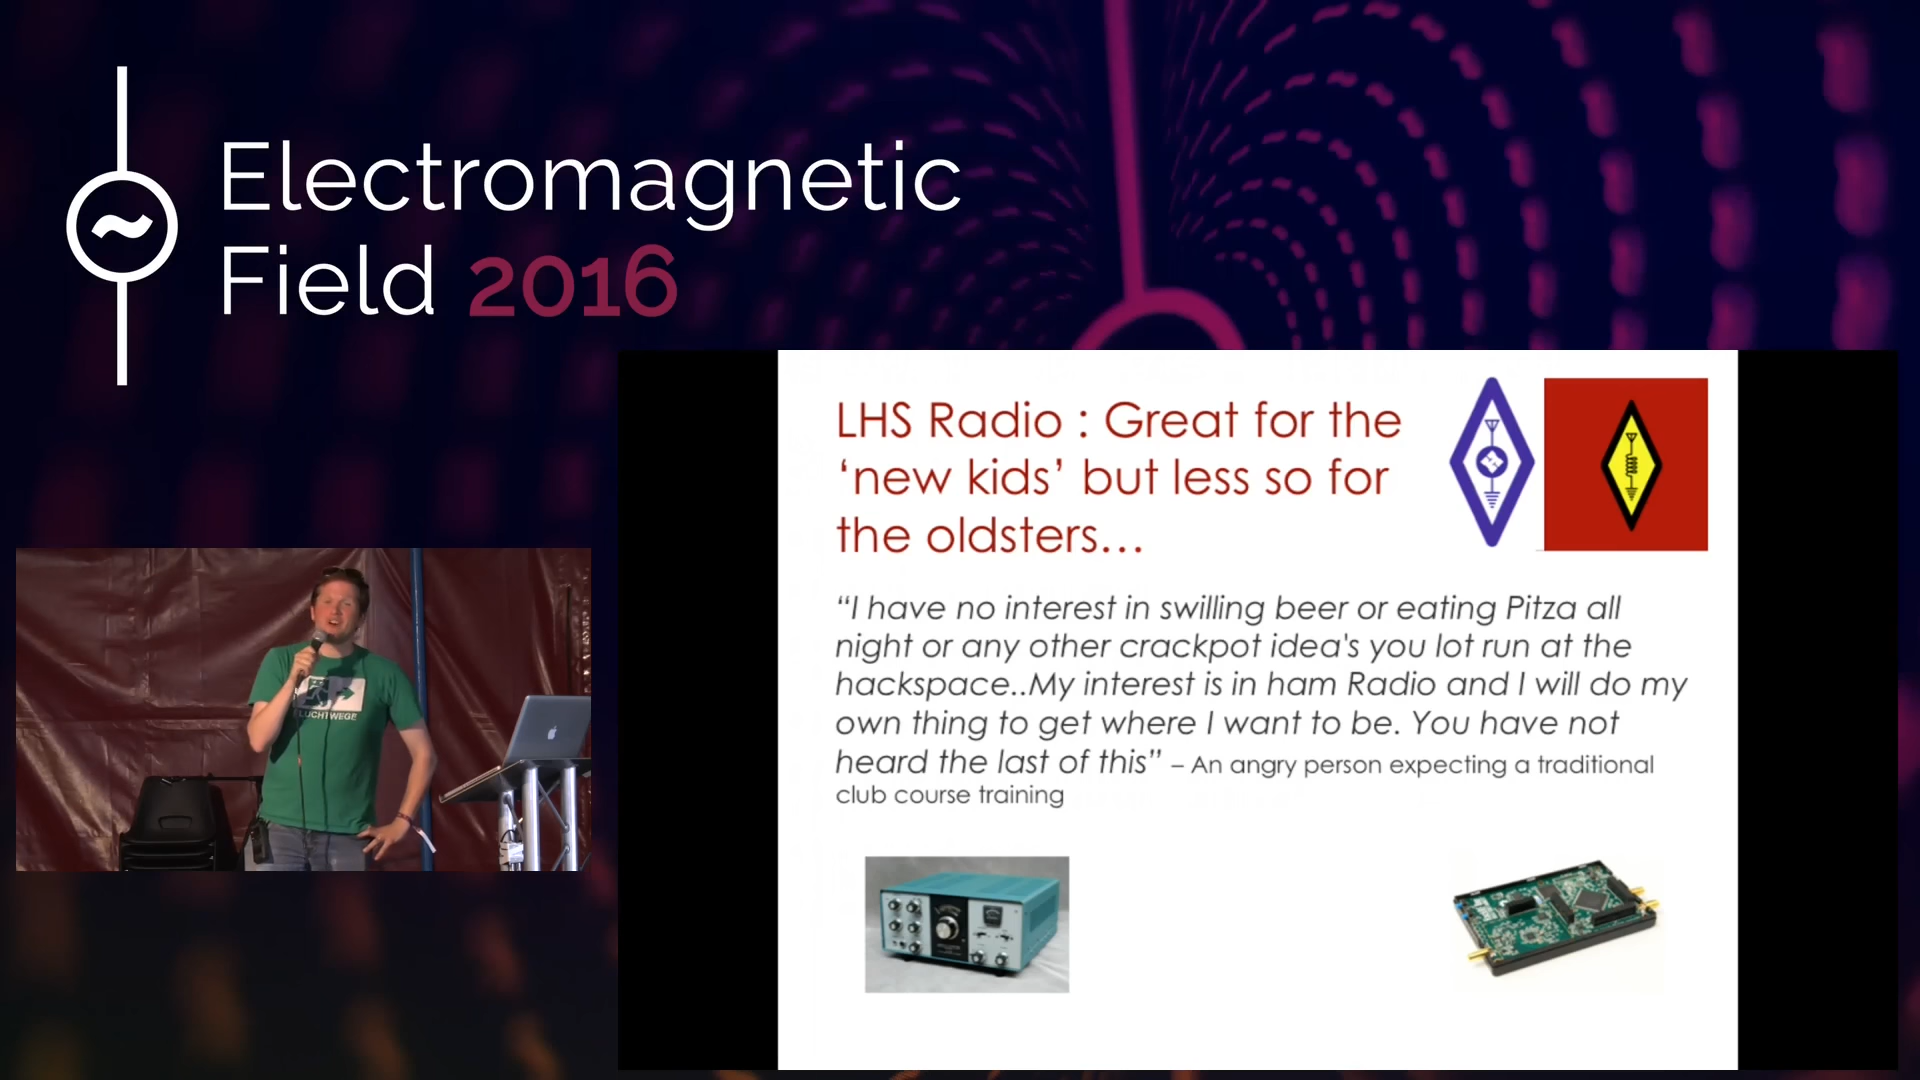 Electromagnetic
Field 2016
LHS Radio : Great for the
‘new kids’ but less so for
the oldsters…
“I have no interest in swilling beer or eating Pitza all
night or any other crackpot idea's you lot run at the
hackspace..My interest is in ham Radio and I will do my
own thing to get where I want to be. You have not
heard the last of this” – An angry person expecting a traditional
club course training